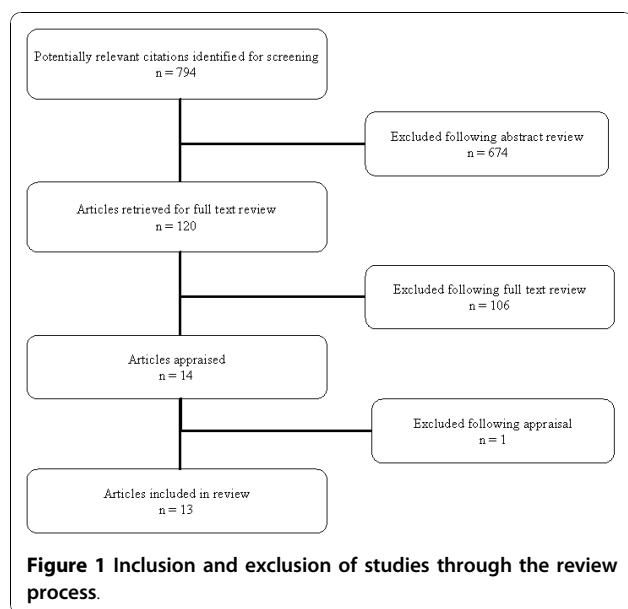 Potentially relevant citations identified for screening
n = 794
Excluded following abstract review
n = 674
Articles retrieved for full text review
n = 120
Excluded following full text review
n = 106
Articles appraised
n = 14
Excluded following appraisal
n = 1
Articles included in review
n = 13
Figure 1 Inclusion and exclusion of studies through the review
process.